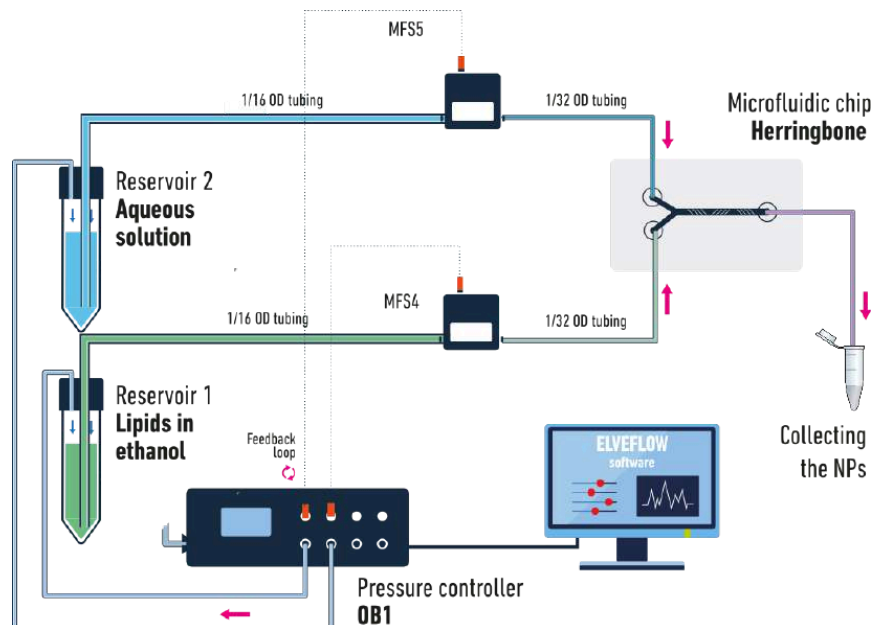 MFS5
1/16 OD tubing
1/32 OD tubing
Microfluidic chip
Herringbone
Reservoir 2
Aqueous
solution
MFS4
1/16 OD tubing
1/32 OD tubing
Reservoir 1
Lipids in
ethanol
Feedback
loop
ELVEFLOW
software
Collecting
the NPs
Pressure controller
OB1